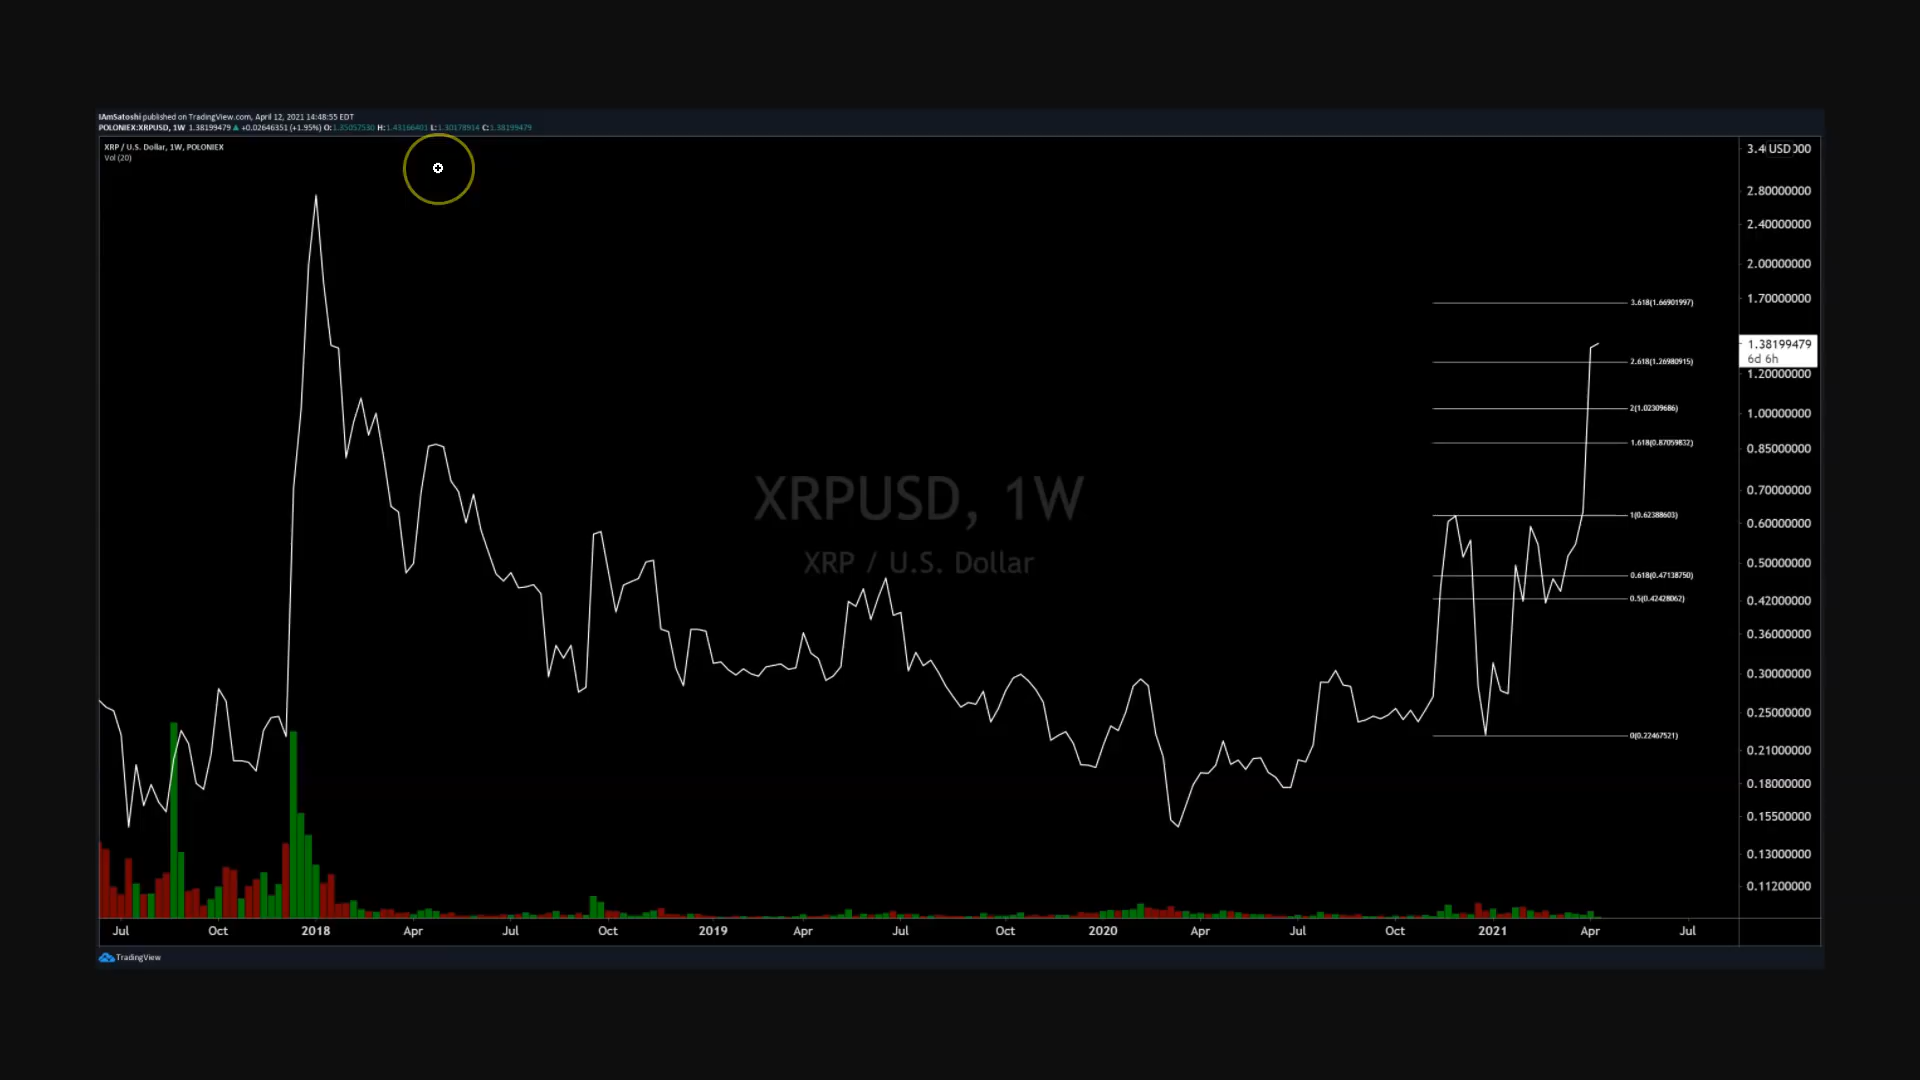 IAmSatoshi published on TradingView.com, April 12, 2021 14:48:55 EDT
POLONIEX:XRPUSD, 1W 1.38199479 ▲ +0.02646351 (+1.95%) O:1.35057530 H:1.43166401 L:1.30178914 C:1.38199479
XRP / U.S. Dollar, 1W, POLONIEX
Vol (20)
USD
2.80000000
2.40000000
2.00000000
1.70000000
1.38199479
6d 6h
1.20000000
1.00000000
0.85000000
0.70000000
0.60000000
0.50000000
0.42000000
0.36000000
0.30000000
0.25000000
0.21000000
0.18000000
0.15500000
0.13000000
0.11200000
3.618(1.66901997)
2.618(1.26980915)
2(1.02309686)
1.618(0.87059832)
1(0.62388603)
0.618(0.47138750)
0.5(0.42428062)
0(0.22467521)
XRPUSD, 1W
XRP / U.S. Dollar
Jul Oct 2018 Apr Jul Oct 2019 Apr Jul Oct 2020 Apr Jul Oct 2021 Apr Jul
TradingView